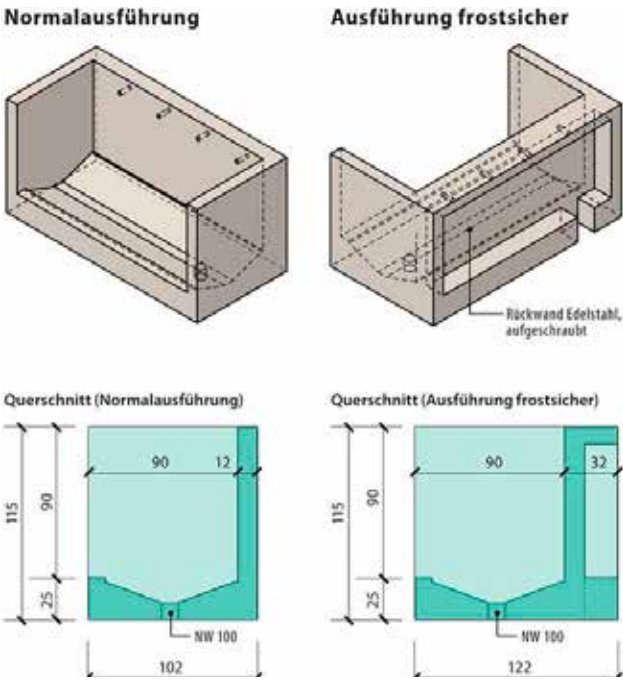 Normalausführung
Ausführung frostsicher
Rückwand Edelstahl,
aufgeschraubt
Querschnitt (Normalausführung)
90
12
115
90
25
NW 100
102
Querschnitt (Ausführung frostsicher)
90
32
115
90
25
NW 100
122